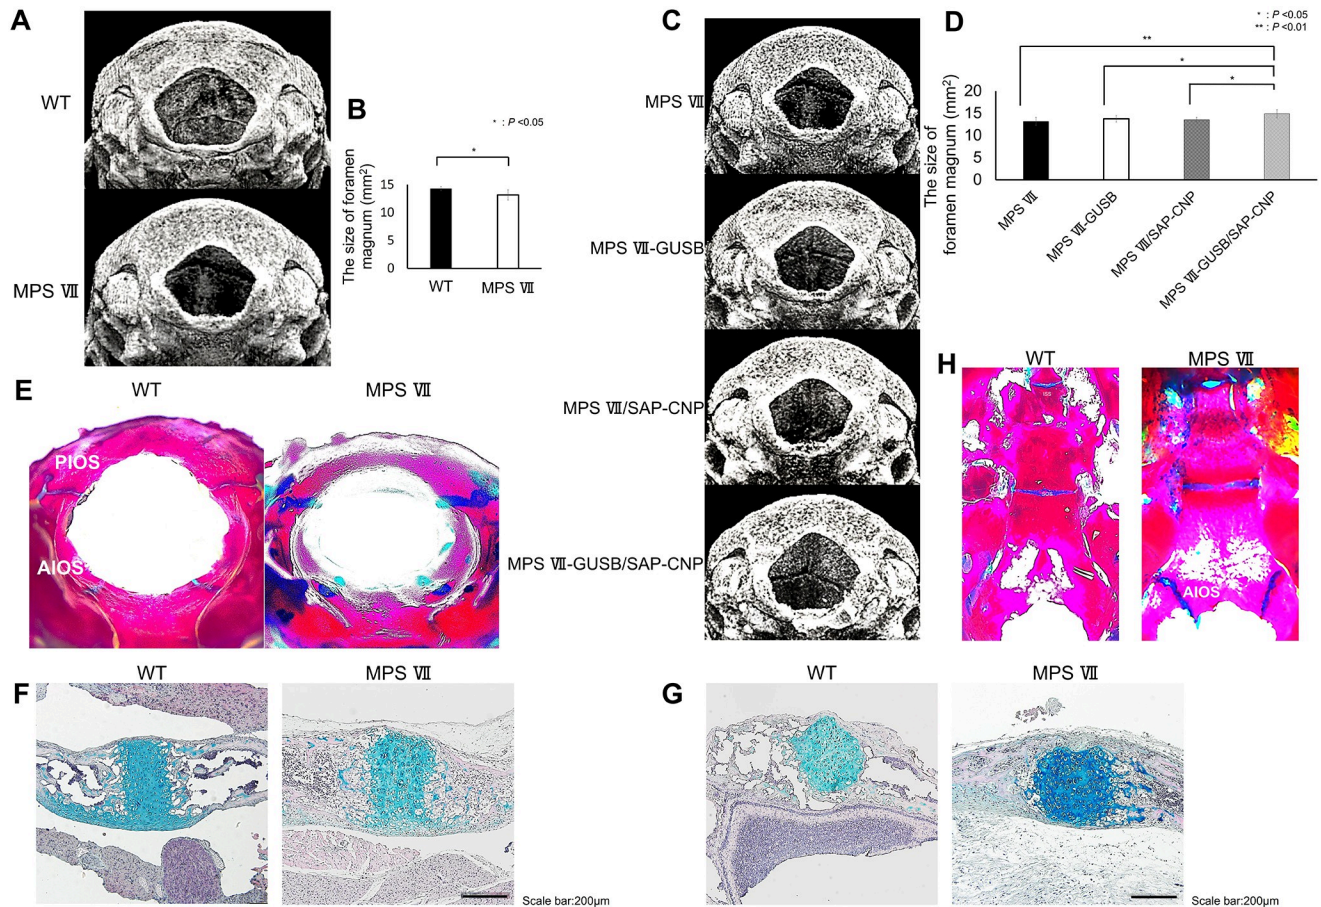 A
WT
MPS Ⅶ
B
* : P <0.05
*
The size of foramen
magnum (mm²)
15
10
5
0
WT
MPS Ⅶ
C
MPS Ⅶ
MPS Ⅶ-GUSB
MPS Ⅶ/SAP-CNP
MPS Ⅶ-GUSB/SAP-CNP
D
* : P <0.05
** : P <0.01
**
*
*
The size of
foramen magnum (mm²)
20
15
10
5
0
MPS Ⅶ
MPS Ⅶ-GUSB
MPS Ⅶ/SAP-CNP
MPS Ⅶ-GUSB/SAP-CNP
E
WT
MPS Ⅶ
PIOS
AIOS
H
WT
MPS Ⅶ
AIOS
F
WT
MPS Ⅶ
Scale bar:200μm
G
WT
MPS Ⅶ
Scale bar:200μm